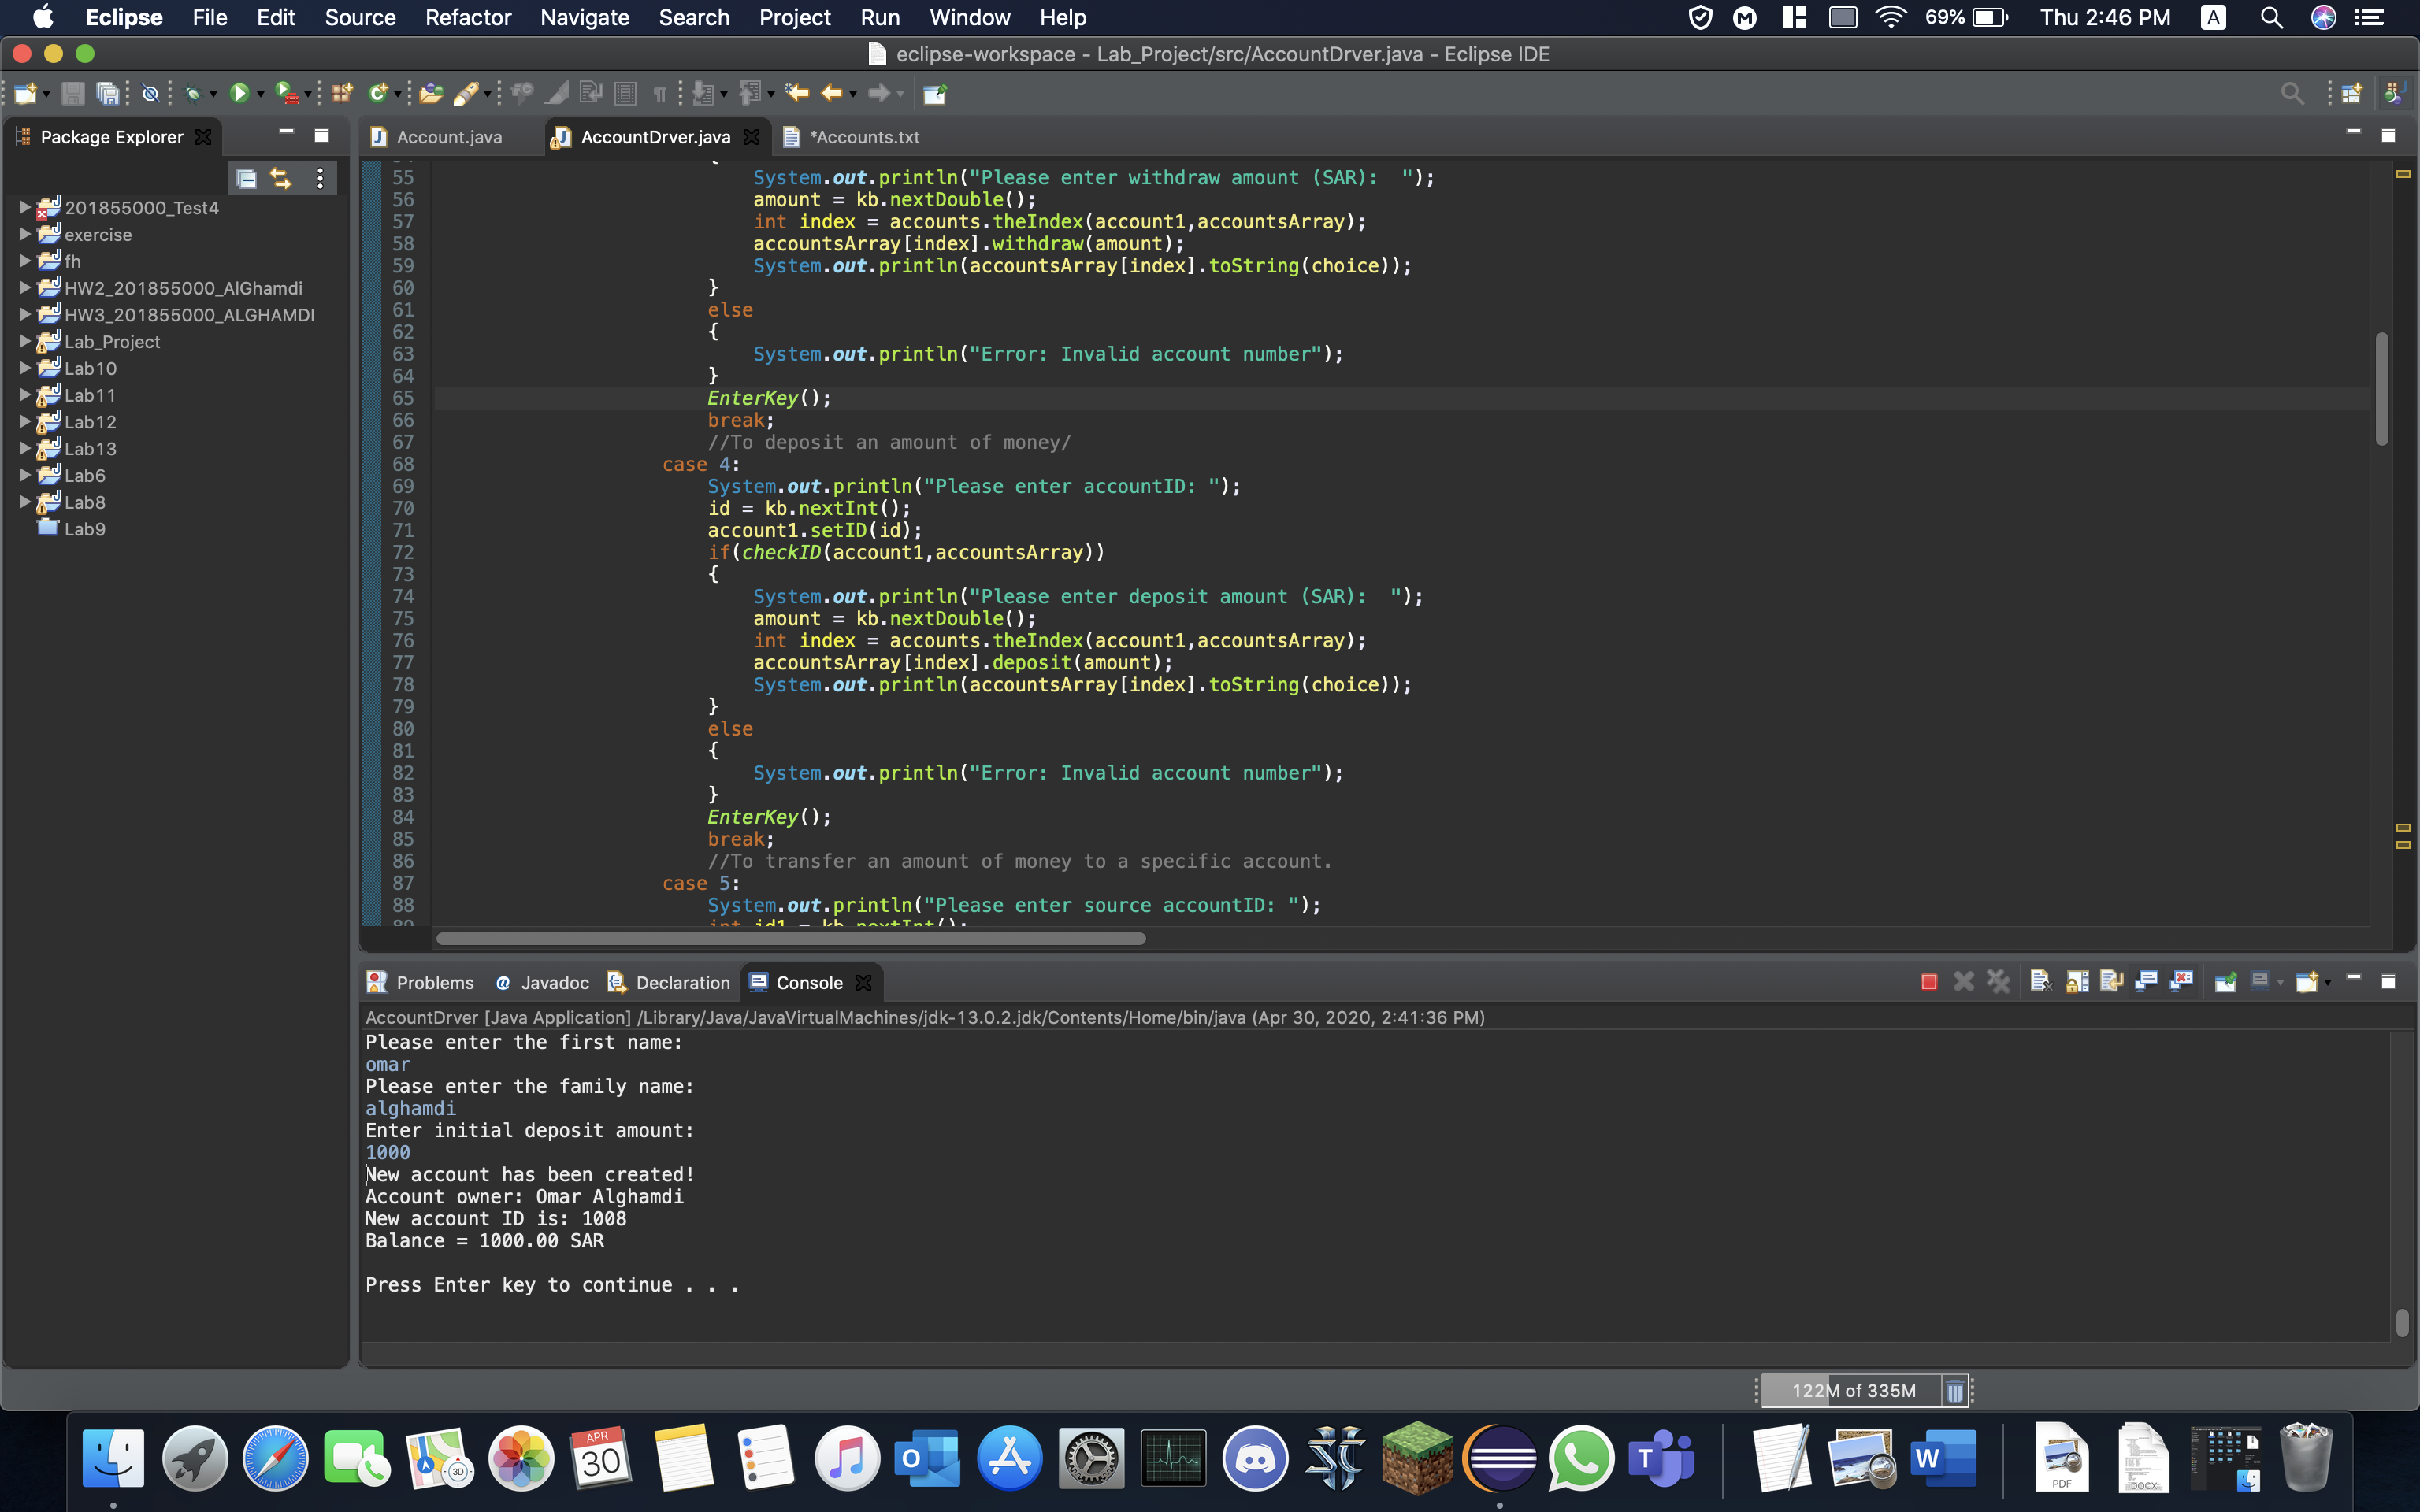 Eclipse File Edit Source Refactor Navigate Search Project Run Window Help 69% Thu 2:46 PM A
eclipse-workspace - Lab_Project/src/AccountDrver.java - Eclipse IDE
Package Explorer
201855000_Test4
exercise
fh
HW2_201855000_AlGhamdi
HW3_201855000_ALGHAMDI
Lab_Project
Lab10
Lab11
Lab12
Lab13
Lab6
Lab8
Lab9
Account.java AccountDrver.java *Accounts.txt
55 System.out.println("Please enter withdraw amount (SAR):  ");
56 amount = kb.nextDouble();
57 int index = accounts.theIndex(account1,accountsArray);
58 accountsArray[index].withdraw(amount);
59 System.out.println(accountsArray[index].toString(choice));
60 }
61 else
62 {
63 System.out.println("Error: Invalid account number");
64 }
65 EnterKey();
66 break;
67 //To deposit an amount of money/
68 case 4:
69 System.out.println("Please enter accountID: ");
70 id = kb.nextInt();
71 account1.setID(id);
72 if(checkID(account1,accountsArray))
73 {
74 System.out.println("Please enter deposit amount (SAR):  ");
75 amount = kb.nextDouble();
76 int index = accounts.theIndex(account1,accountsArray);
77 accountsArray[index].deposit(amount);
78 System.out.println(accountsArray[index].toString(choice));
79 }
80 else
81 {
82 System.out.println("Error: Invalid account number");
83 }
84 EnterKey();
85 break;
86 //To transfer an amount of money to a specific account.
87 case 5:
88 System.out.println("Please enter source accountID: ");
89 int id1 = kb.nextInt();
Problems @ Javadoc Declaration Console
AccountDrver [Java Application] /Library/Java/JavaVirtualMachines/jdk-13.0.2.jdk/Contents/Home/bin/java (Apr 30, 2020, 2:41:36 PM)
Please enter the first name:
omar
Please enter the family name:
alghamdi
Enter initial deposit amount:
1000
New account has been created!
Account owner: Omar Alghamdi
New account ID is: 1008
Balance = 1000.00 SAR
Press Enter key to continue . . .
122M of 335M
APR
30
3D
PDF
DOCX